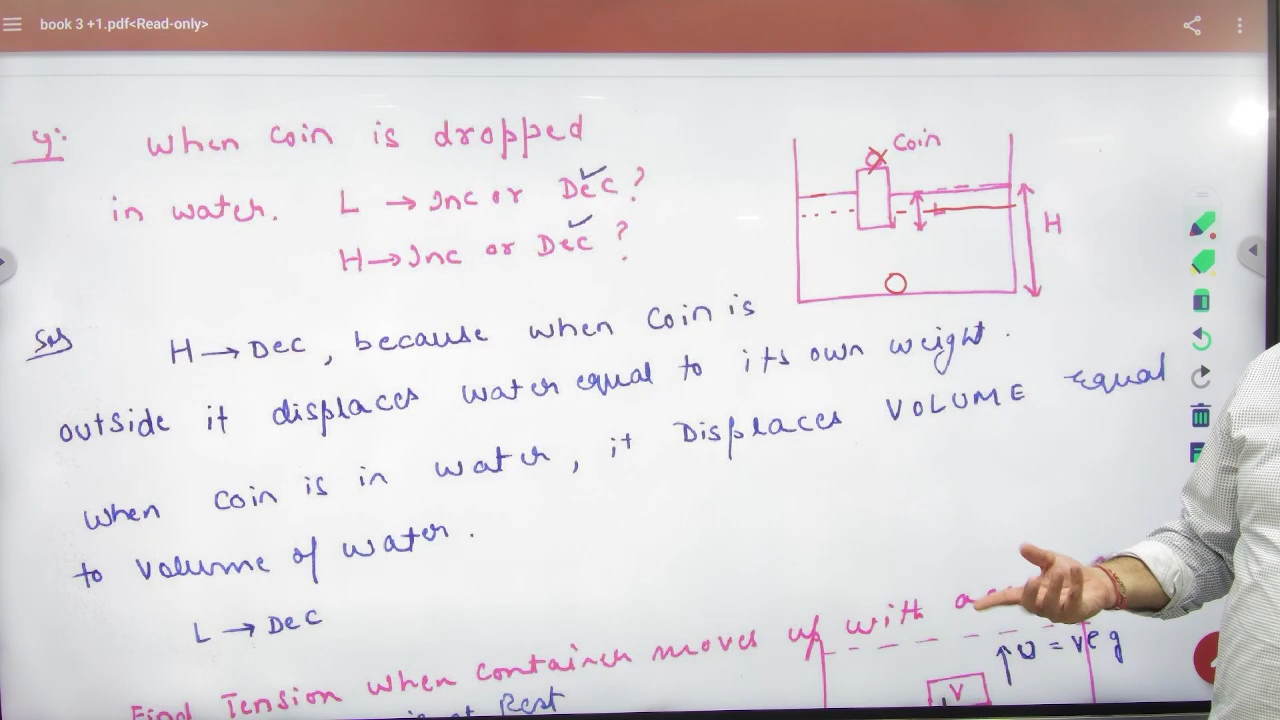 book 3 +1.pdf<Read-only>
Q: When Coin is dropped
in water. L → Inc or Dec ?
H → Inc or Dec ?
Coin
H
Sol
H → Dec, because when Coin is
outside it displaces water equal to its own weight.
When Coin is in water, it Displaces VOLUME equal
to volume of water.
L → Dec
Find Tension when container moves up with
is at Rest
V